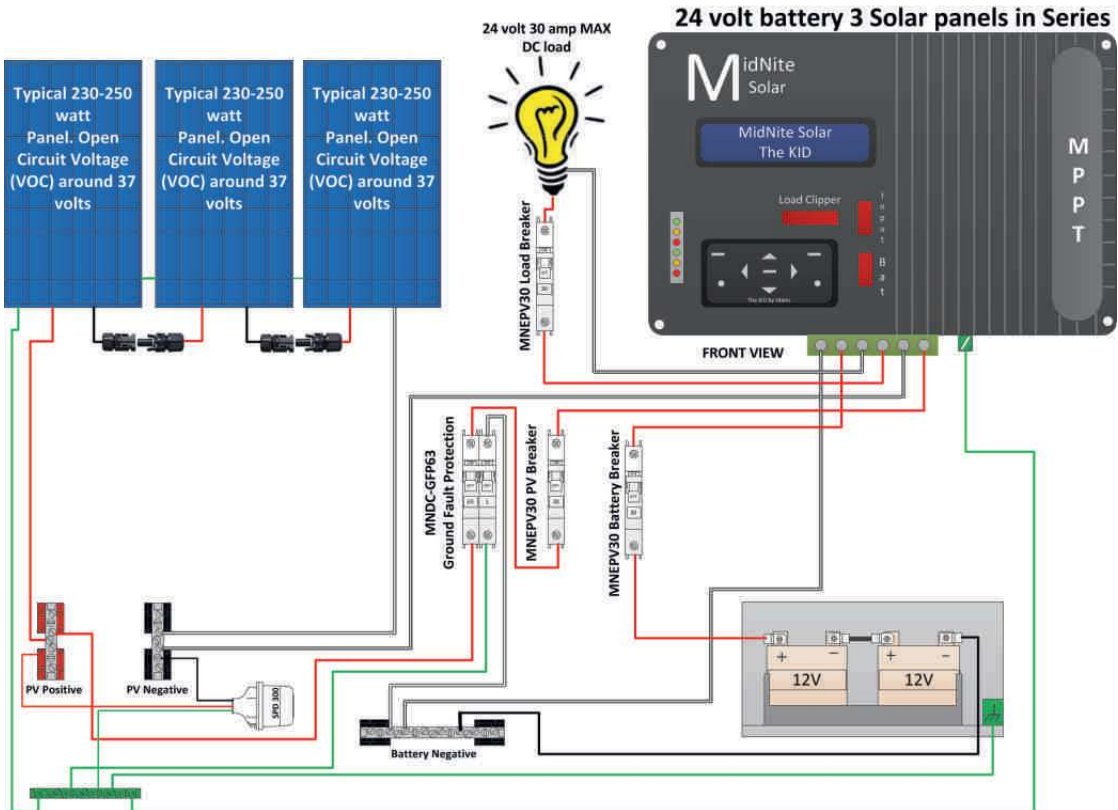 24 volt battery 3 Solar panels in Series
24 volt 30 amp MAX
DC load
Typical 230-250
watt
Panel. Open
Circuit Voltage
(VOC) around 37
volts
Typical 230-250
watt
Panel. Open
Circuit Voltage
(VOC) around 37
volts
Typical 230-250
watt
Panel. Open
Circuit Voltage
(VOC) around 37
volts
MidNite
Solar
MidNite Solar
The KID
MPPT
Load Clipper
Input
Bat
MNEPV30 Load Breaker
FRONT VIEW
MNDC-GFP63
Ground Fault Protection
MNEPV30 PV Breaker
MNEPV30 Battery Breaker
PV Positive
PV Negative
SPD 300
Battery Negative
+ -
12V
+ -
12V